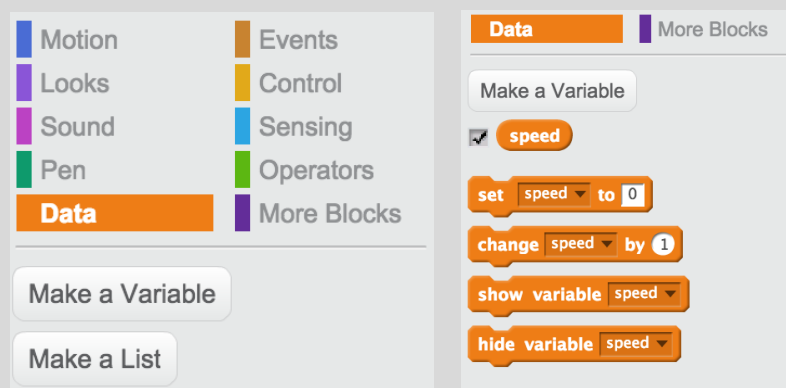 Motion
Events
Looks
Control
Sound
Sensing
Pen
Operators
Data
More Blocks
Make a Variable
Make a List
Data
More Blocks
Make a Variable
speed
set speed to 0
change speed by 1
show variable speed
hide variable speed